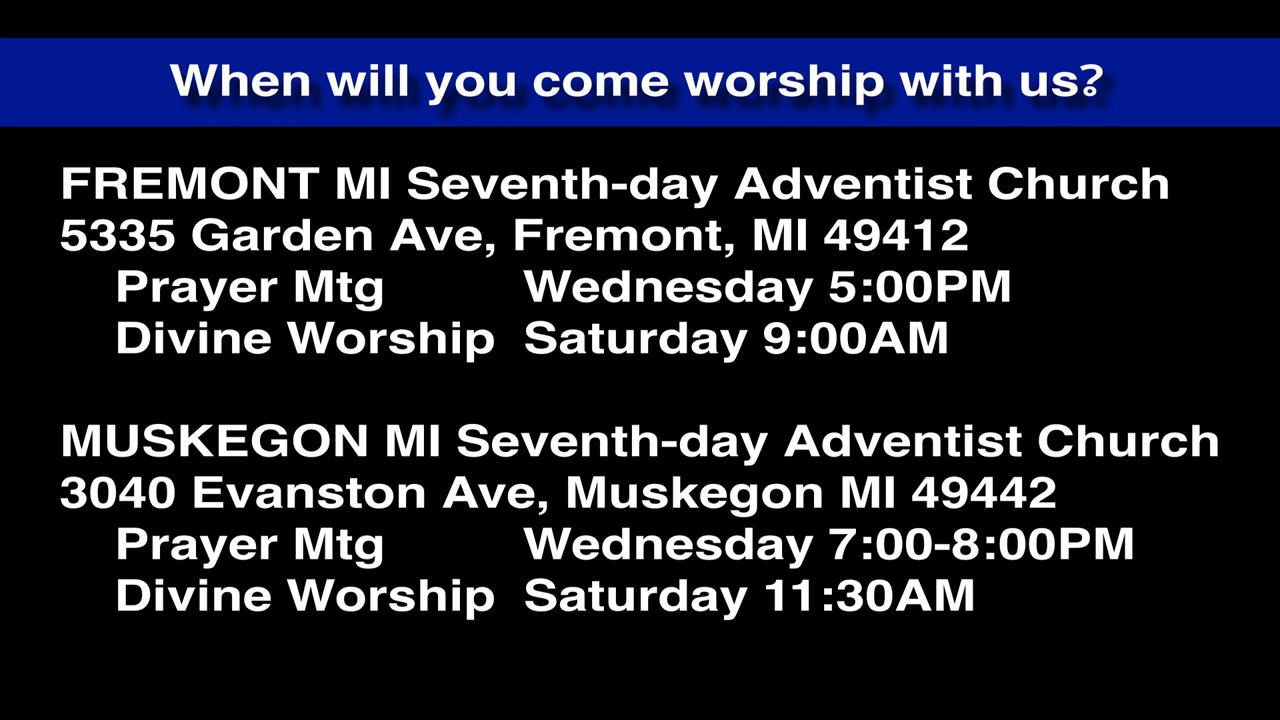 When will you come worship with us?
FREMONT MI Seventh-day Adventist Church
5335 Garden Ave, Fremont, MI 49412
Prayer Mtg Wednesday 5:00PM
Divine Worship Saturday 9:00AM
MUSKEGON MI Seventh-day Adventist Church
3040 Evanston Ave, Muskegon MI 49442
Prayer Mtg Wednesday 7:00-8:00PM
Divine Worship Saturday 11:30AM